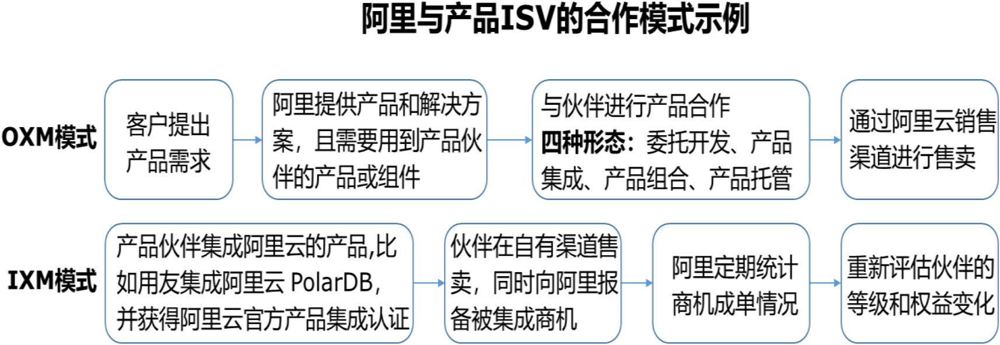 阿里与产品ISV的合作模式示例
OXM模式
客户提出
产品需求
阿里提供产品和解决方
案，且需要用到产品伙
伴的产品或组件
与伙伴进行产品合作
四种形态：委托开发、产品
集成、产品组合、产品托管
通过阿里云销售
渠道进行售卖
IXM模式
产品伙伴集成阿里云的产品,比
如用友集成阿里云 PolarDB，
并获得阿里云官方产品集成认证
伙伴在自有渠道售
卖，同时向阿里报
备被集成商机
阿里定期统计
商机成单情况
重新评估伙伴的
等级和权益变化